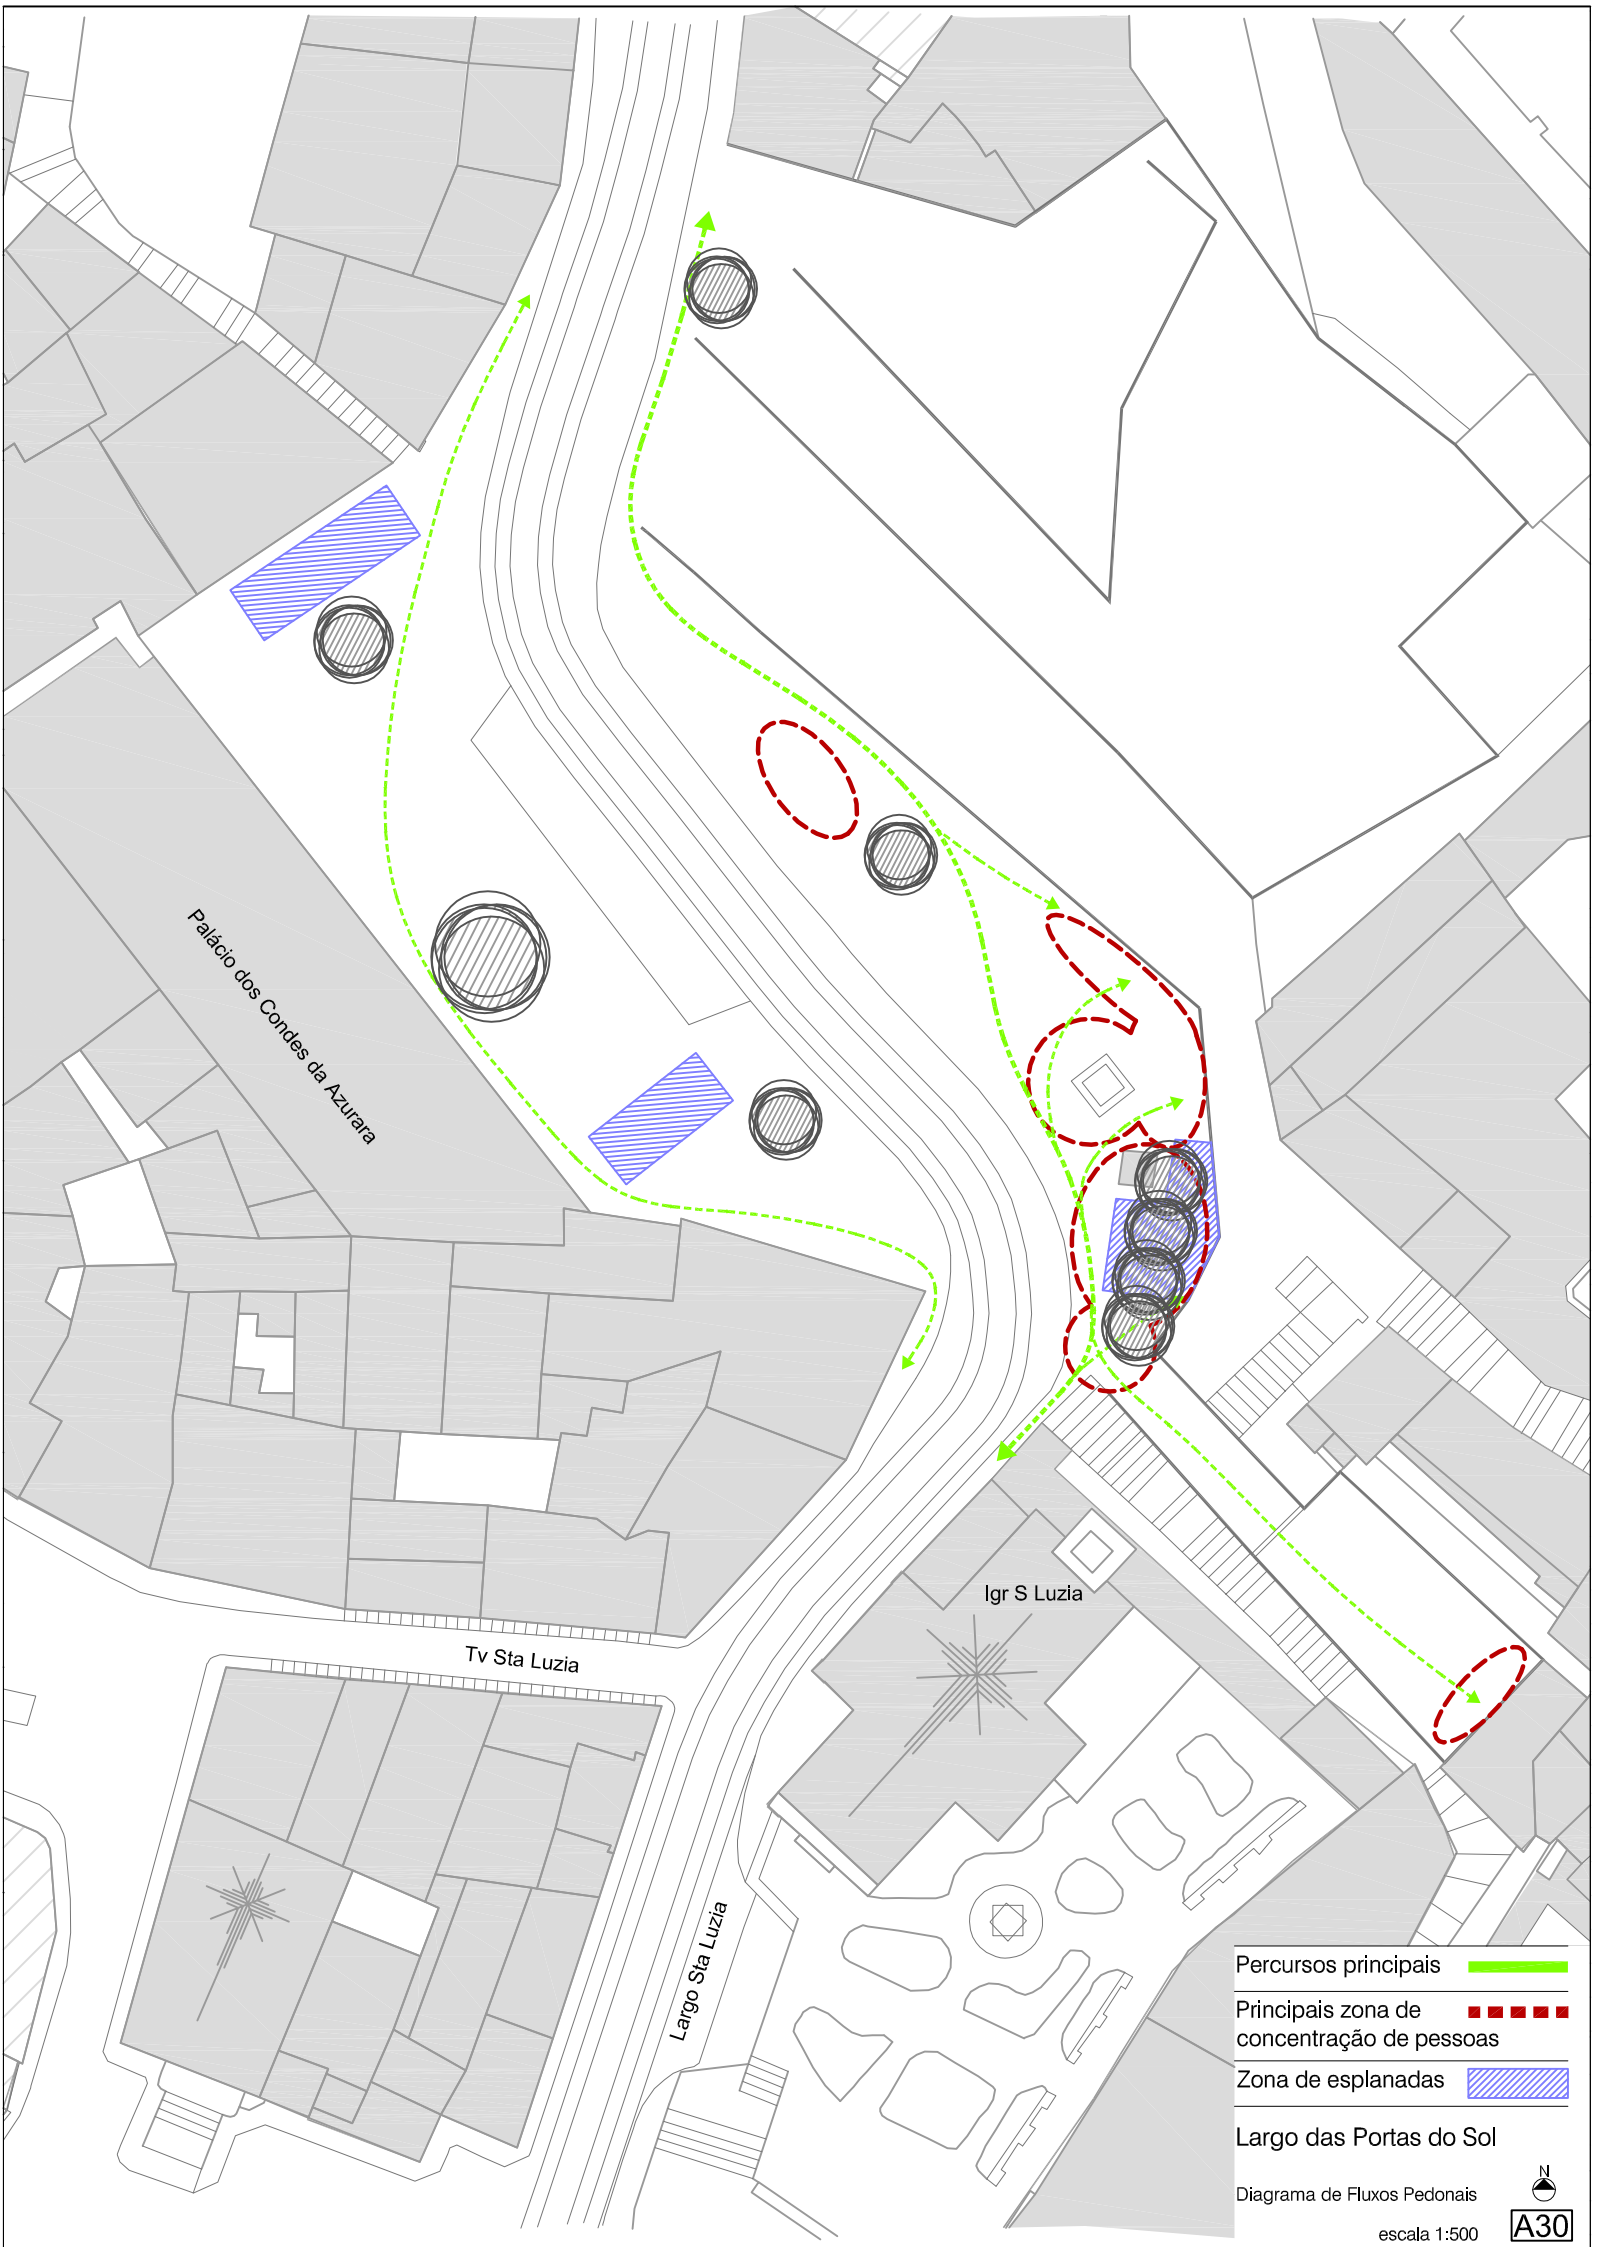 Palácio dos Condes da Azurara
Igr S Luzia
Tv Sta Luzia
Largo Sta Luzia
Percursos principais
Principais zona de
concentração de pessoas
Zona de esplanadas
Largo das Portas do Sol
N
Diagrama de Fluxos Pedonais
escala 1:500
A30